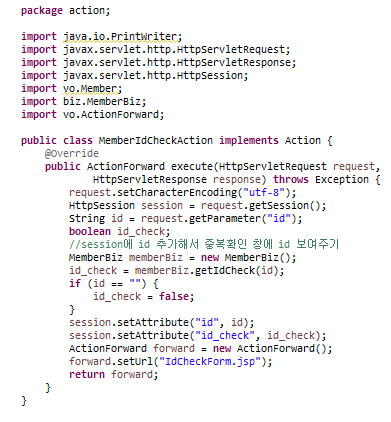 package action;
import java.io.PrintWriter;
import javax.servlet.http.HttpServletRequest;
import javax.servlet.http.HttpServletResponse;
import javax.servlet.http.HttpSession;
import vo.Member;
import biz.MemberBiz;
import vo.ActionForward;
public class MemberIdCheckAction implements Action {
@Override
public ActionForward execute(HttpServletRequest request,
HttpServletResponse response) throws Exception {
request.setCharacterEncoding("utf-8");
HttpSession session = request.getSession();
String id = request.getParameter("id");
boolean id_check;
//session에 id 추가해서 중복확인 창에 id 보여주기
MemberBiz memberBiz = new MemberBiz();
id_check = memberBiz.getIdCheck(id);
if (id == "") {
id_check = false;
}
session.setAttribute("id", id);
session.setAttribute("id_check", id_check);
ActionForward forward = new ActionForward();
forward.setUrl("IdCheckForm.jsp");
return forward;
}
}